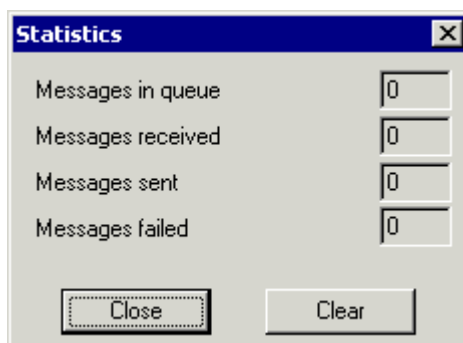 Statistics
Messages in queue 0
Messages received 0
Messages sent 0
Messages failed 0
Close Clear